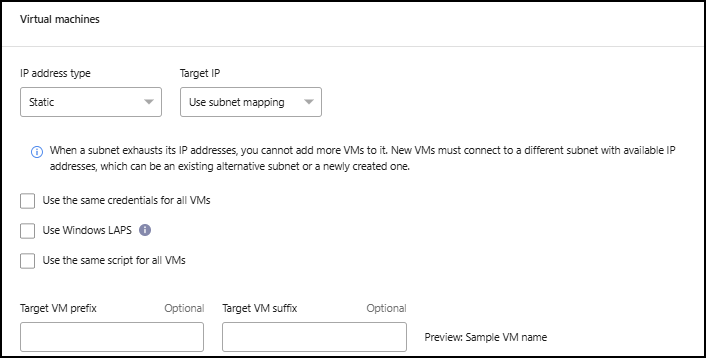 Virtual machines
IP address type
Target IP
Static
Use subnet mapping
When a subnet exhausts its IP addresses, you cannot add more VMs to it. New VMs must connect to a different subnet with available IP
addresses, which can be an existing alternative subnet or a newly created one.
Use the same credentials for all VMs
Use Windows LAPS
Use the same script for all VMs
Target VM prefix
Optional
Target VM suffix
Optional
Preview: Sample VM name